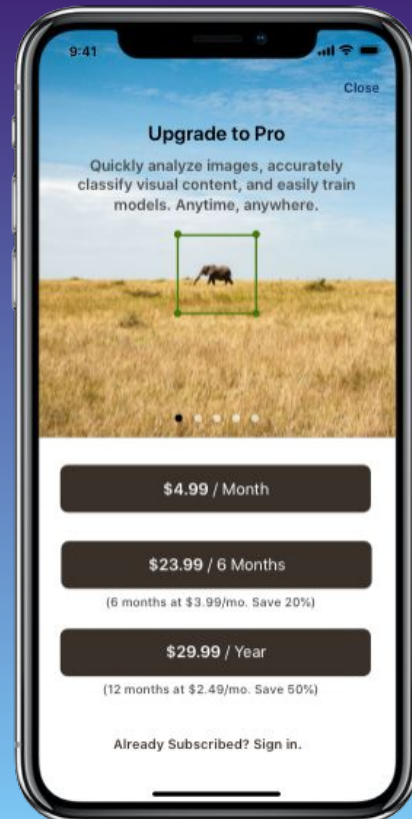 9:41
Close
Upgrade to Pro
Quickly analyze images, accurately
classify visual content, and easily train
models. Anytime, anywhere.
$4.99 / Month
$23.99 / 6 Months
(6 months at $3.99/mo. Save 20%)
$29.99 / Year
(12 months at $2.49/mo. Save 50%)
Already Subscribed? Sign in.